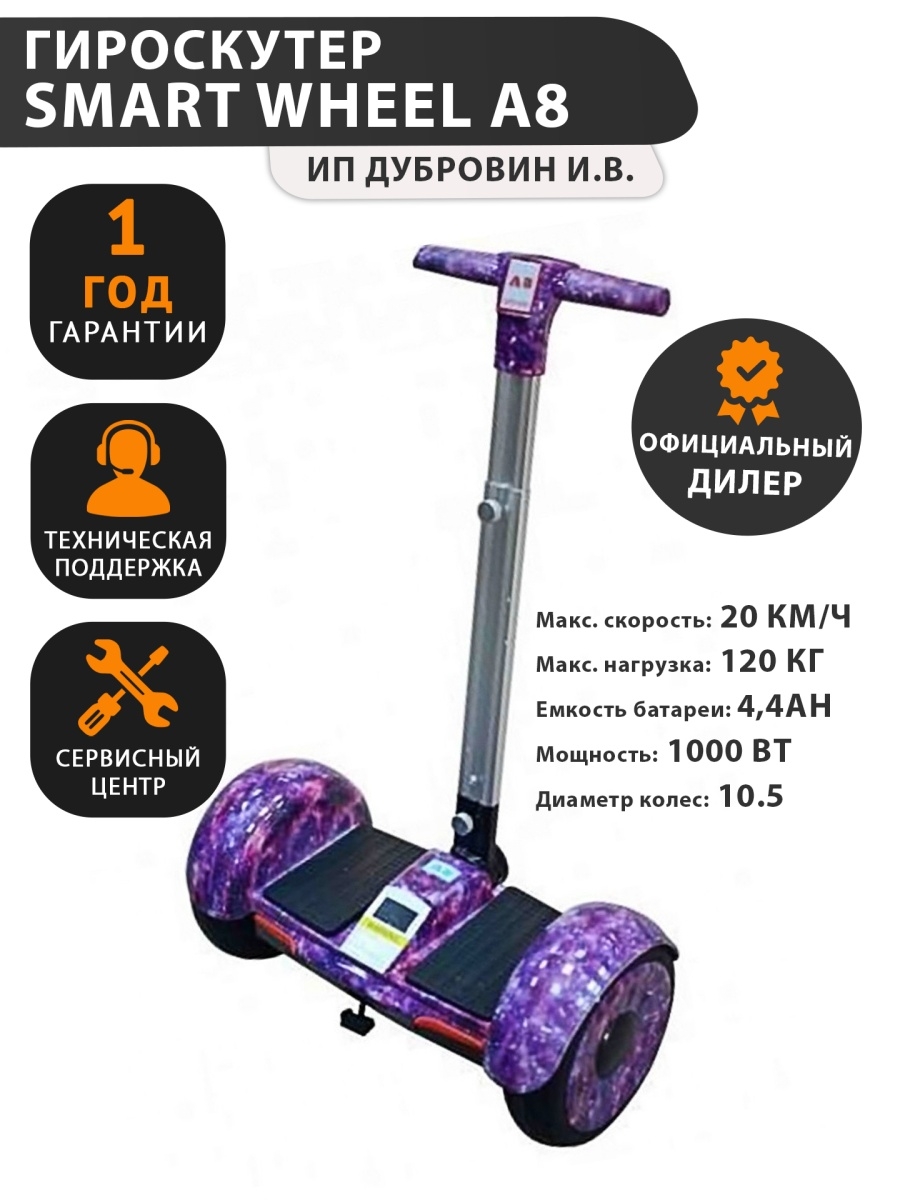 ГИРОСКУТЕР
SMART WHEEL A8
ИП ДУБРОВИН И.В.
1
ГОД
ГАРАНТИИ
A8
ОФИЦИАЛЬНЫЙ
ДИЛЕР
ТЕХНИЧЕСКАЯ
ПОДДЕРЖКА
СЕРВИСНЫЙ
ЦЕНТР
Макс. скорость: 20 КМ/Ч
Макс. нагрузка: 120 КГ
Емкость батареи: 4,4АН
Мощность: 1000 ВТ
Диаметр колес: 10.5
A8